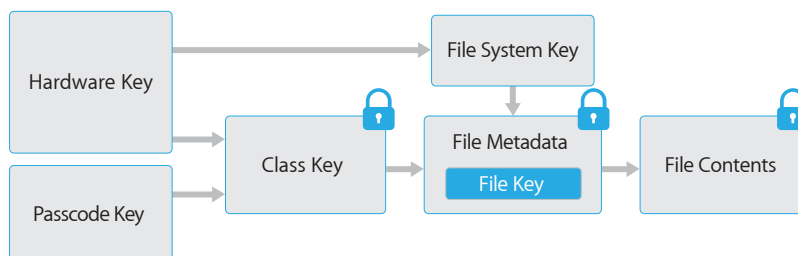 Hardware Key
File System Key
File Metadata
Class Key
File Contents
File Key
Passcode Key